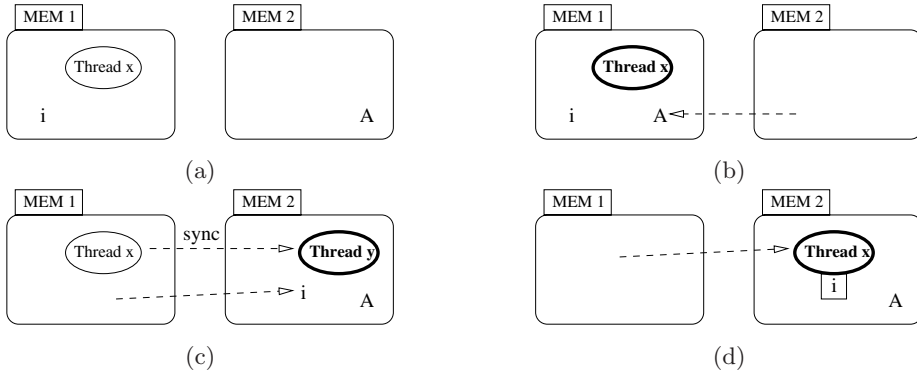 MEM 1 MEM 2
Thread x
i A
(a)
MEM 1 MEM 2
Thread x
i A
(b)
MEM 1 MEM 2
Thread x sync Thread y
i A
(c)
MEM 1 MEM 2
Thread x
i A
(d)